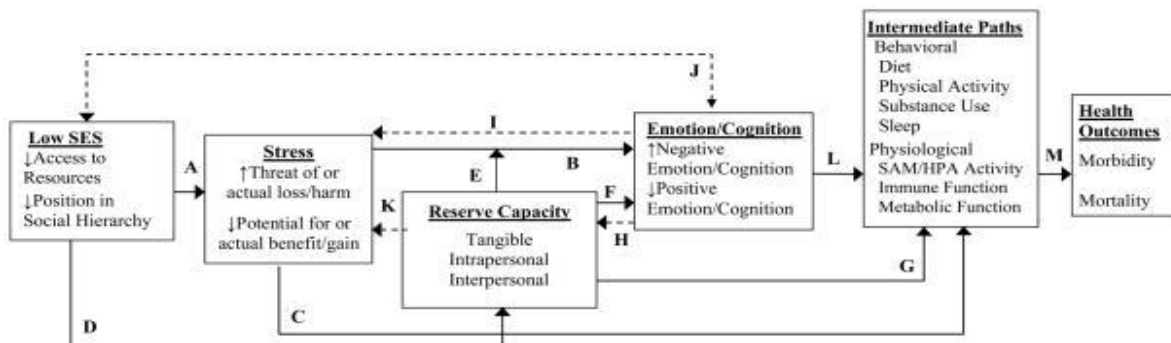 Intermediate Paths
Behavioral
Diet
Physical Activity
Substance Use
Sleep
Physiological
SAM/HPA Activity
Immune Function
Metabolic Function
J
Health
Outcomes
Morbidity
Mortality
Low SES
↓Access to
Resources
↓Position in
Social Hierarchy
A
Stress
↑Threat of or
actual loss/harm
↓Potential for or
actual benefit/gain
I
B
E
F
K
H
Reserve Capacity
Tangible
Intrapersonal
Interpersonal
Emotion/Cognition
↑Negative
Emotion/Cognition
↓Positive
Emotion/Cognition
L
M
G
C
D